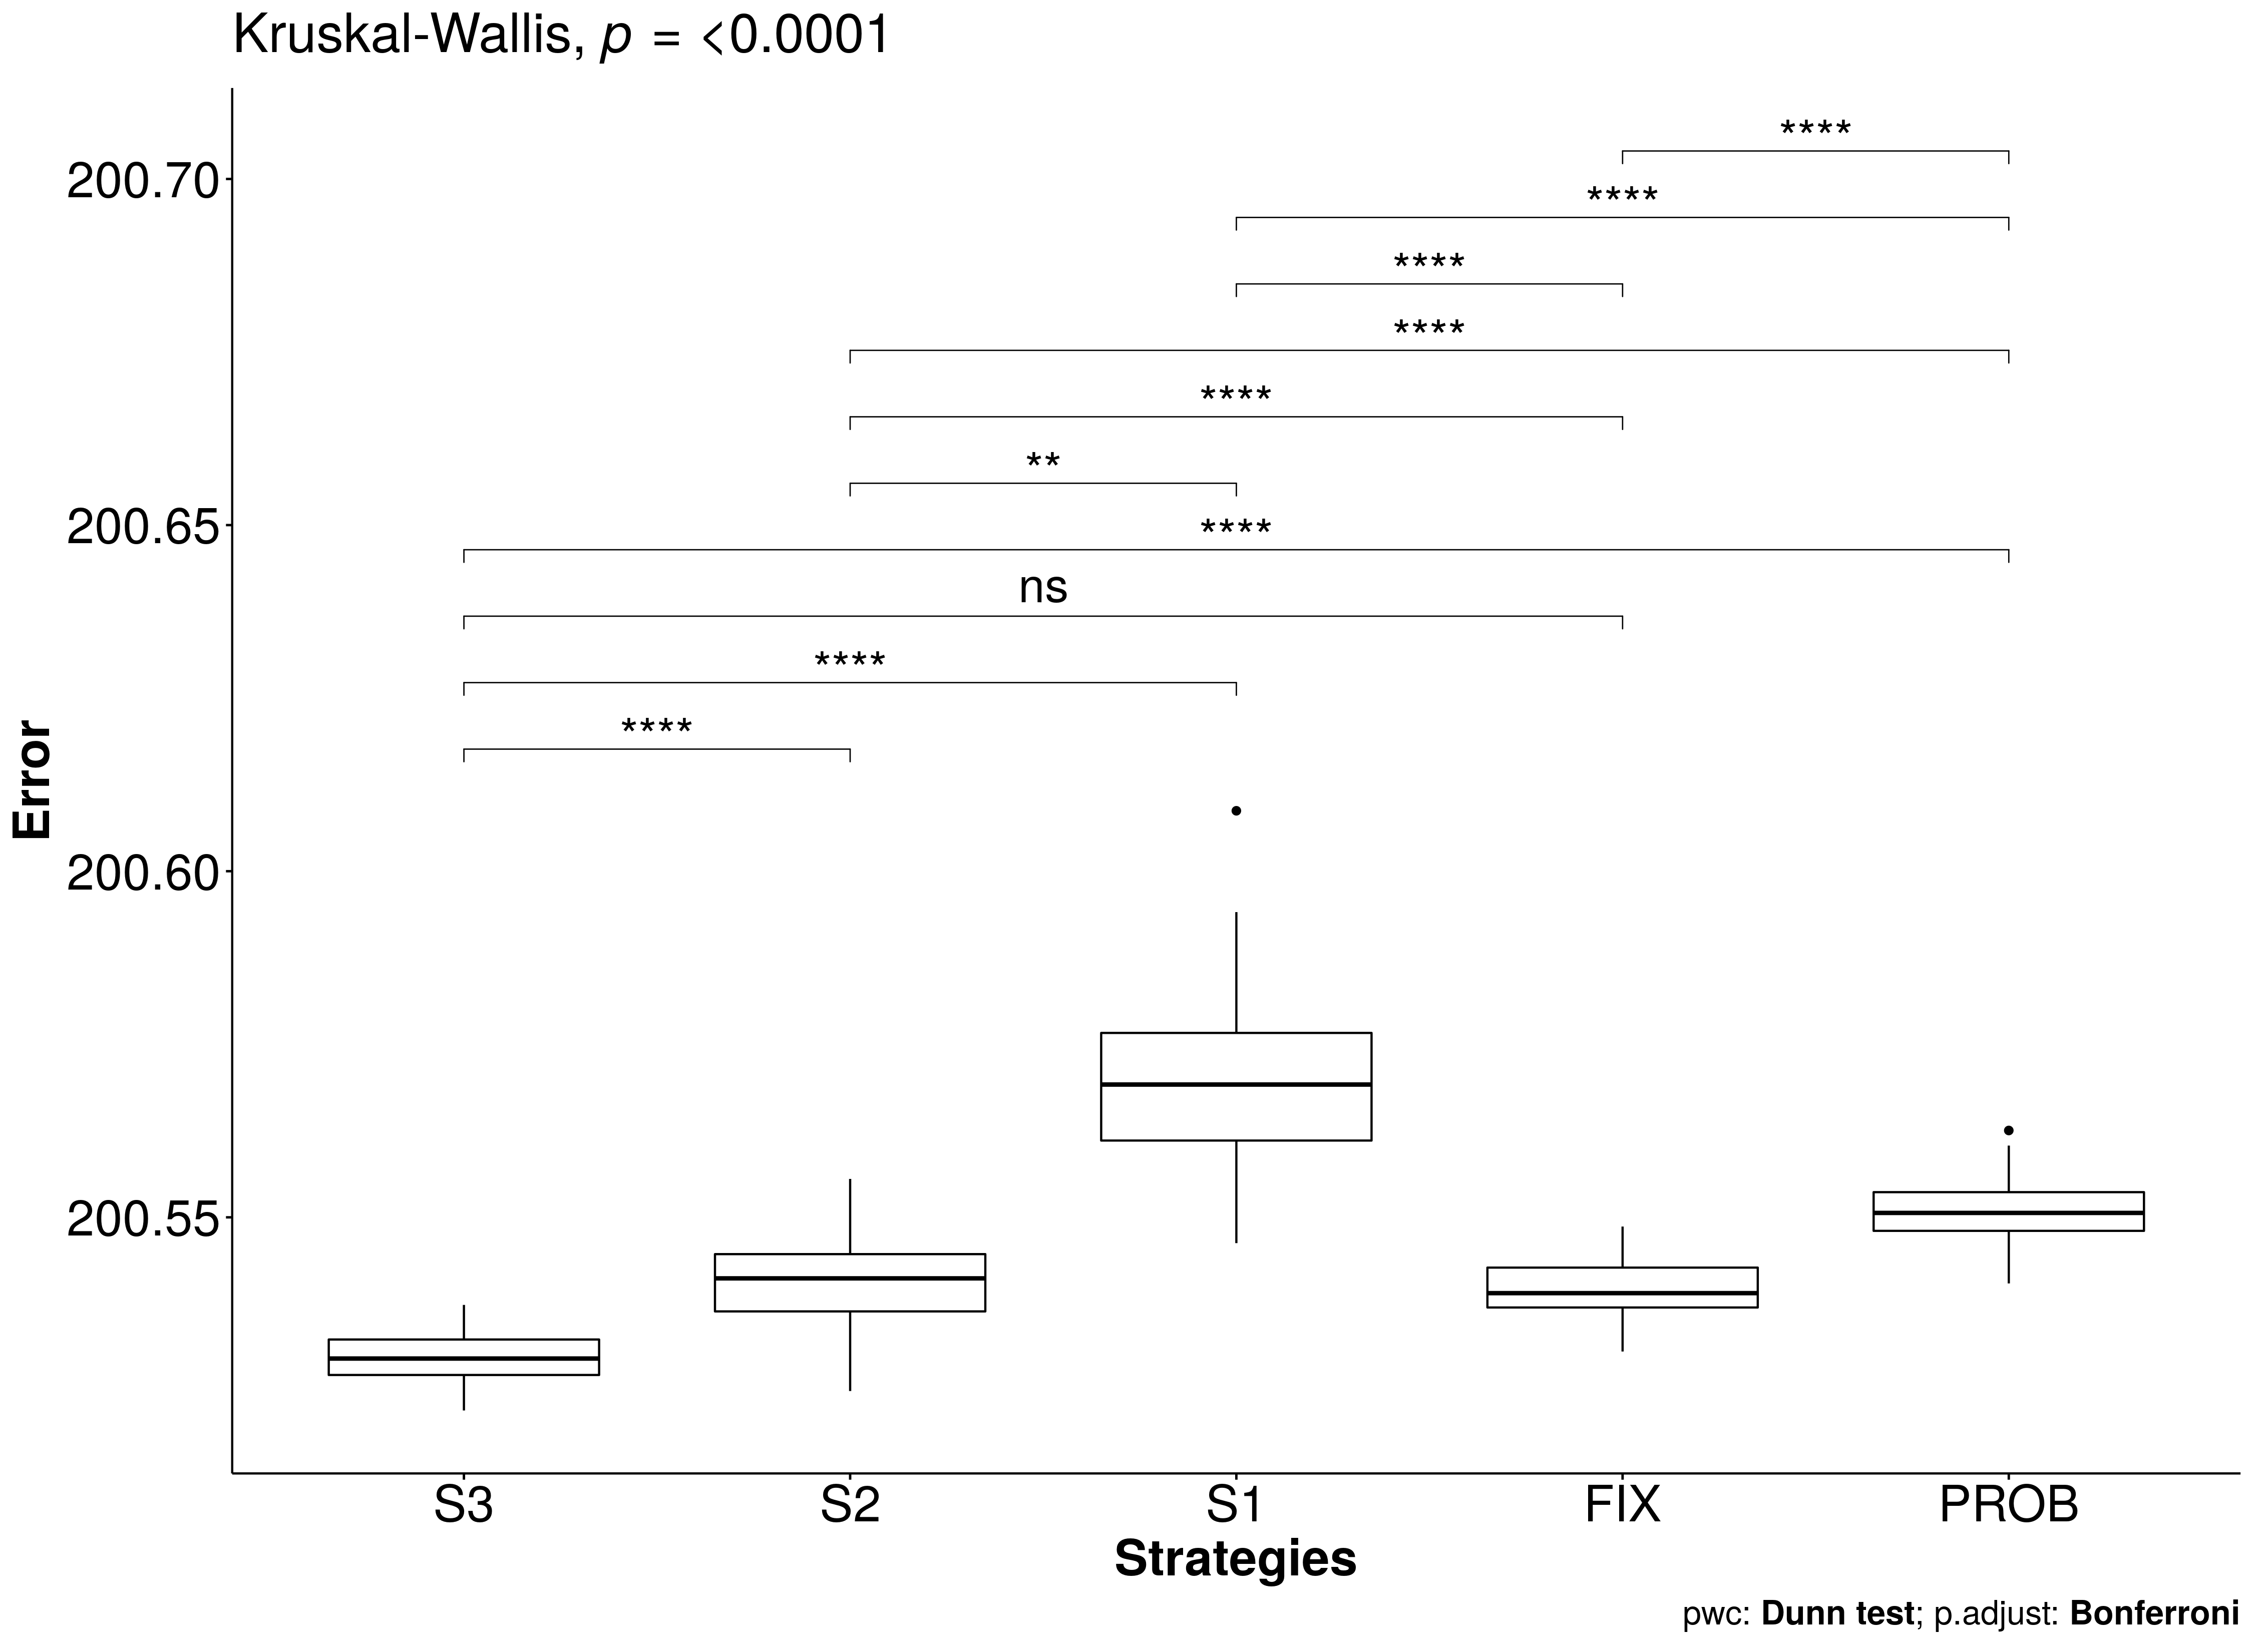 Kruskal-Wallis, p = <0.0001
****
200.70
****
****
****
****
**
200.65
****
ns
****
****
Error
200.60
200.55
S3 S2 S1 FIX PROB
Strategies
pwc: Dunn test; p.adjust: Bonferroni